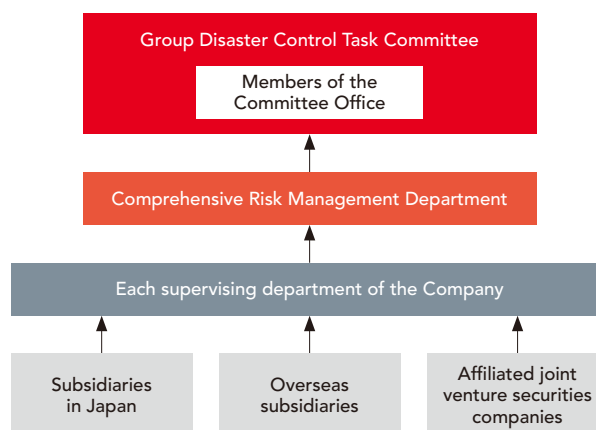 Group Disaster Control Task Committee
Members of the
Committee Office
Comprehensive Risk Management Department
Each supervising department of the Company
Subsidiaries
in Japan
Overseas
subsidiaries
Affiliated joint
venture securities
companies